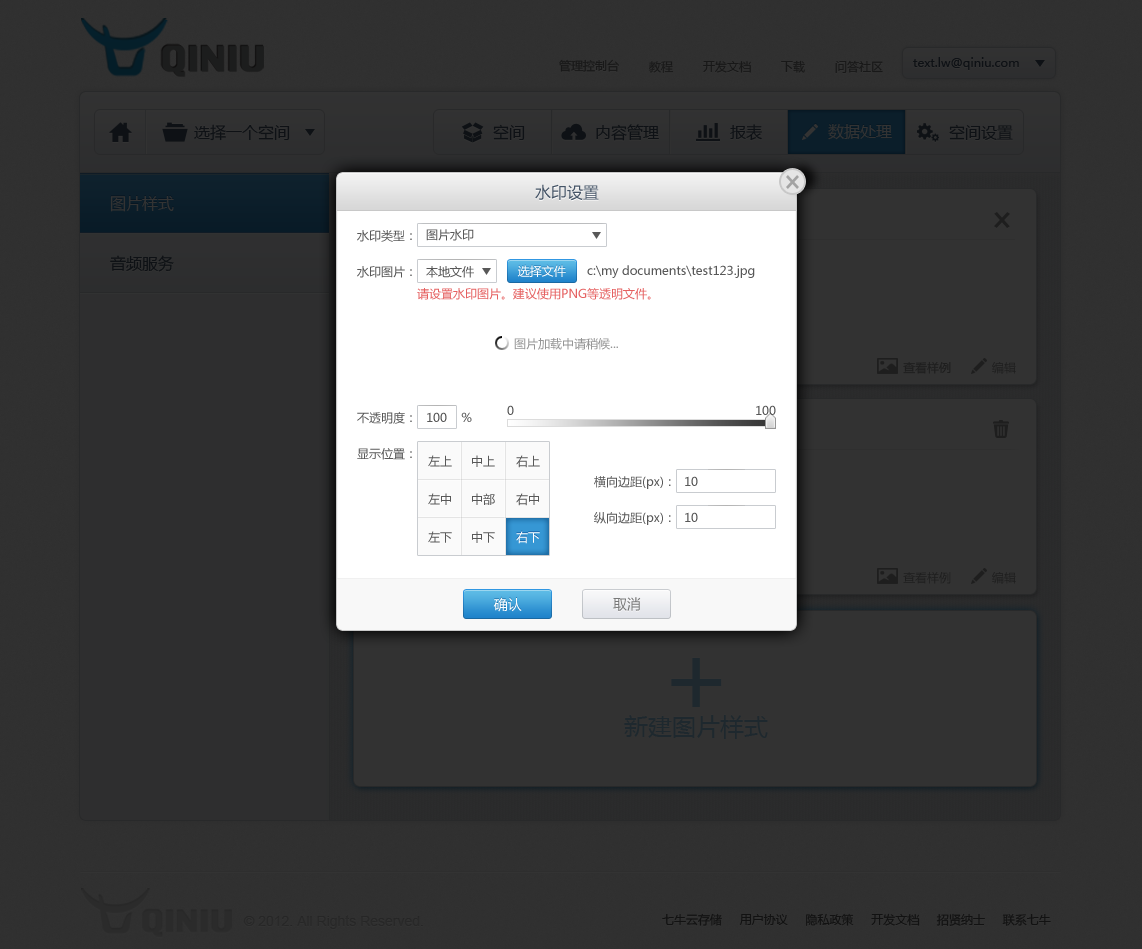 QINIU
管理控制台 教程 开发文档 下载 问答社区 text.lw@qiniu.com
选择一个空间 空间 内容管理 报表 数据处理 空间设置
图片样式
音频服务
水印设置
水印类型： 图片水印
水印图片： 本地文件 选择文件 c:\my documents\test123.jpg
请设置水印图片。建议使用PNG等透明文件。
图片加载中请稍候...
0 100
不透明度： 100 %
显示位置：
左上 中上 右上
左中 中部 右中
左下 中下 右下
横向边距(px)： 10
纵向边距(px)： 10
确认 取消
查看样例 编辑
查看样例 编辑
新建图片样式
QINIU © 2012. All Rights Reserved.
七牛云存储 用户协议 隐私政策 开发文档 招贤纳士 联系七牛